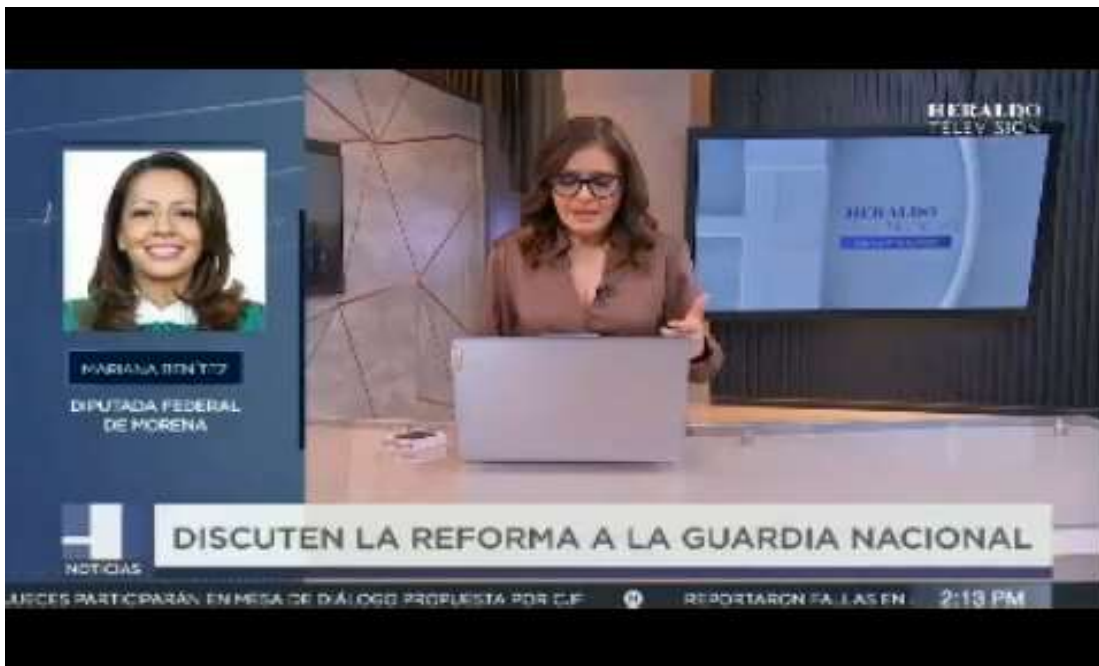 HERALDO
TELEVISIÓN
HERALDO
MARIANA BENÍTEZ
DIPUTADA FEDERAL
DE MORENA
DISCUTEN LA REFORMA A LA GUARDIA NACIONAL
NOTICIAS
JUECES PARTICIPARÁN EN MESA DE DIÁLOGO PROPUESTA POR CJF
REPORTARON FALLAS EN
2:13 PM